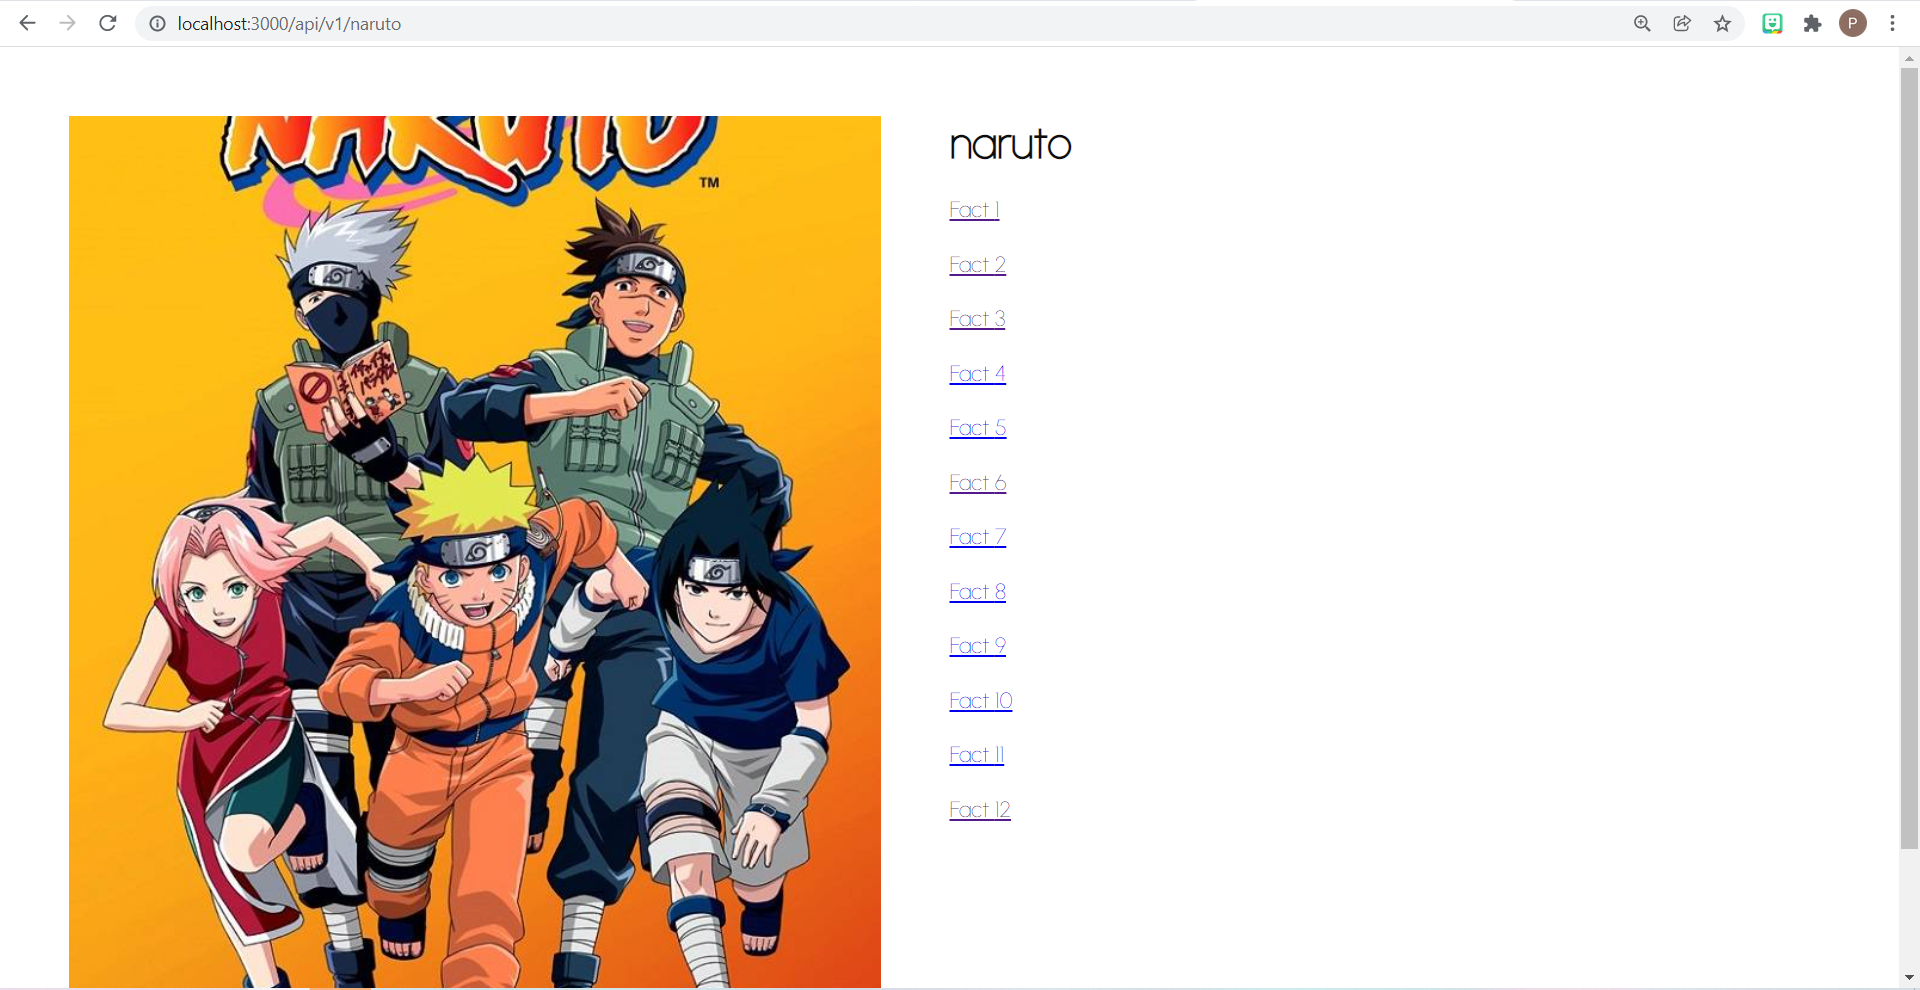 localhost:3000/api/v1/naruto
P
NARUTO
TM
naruto
Fact 1
Fact 2
Fact 3
Fact 4
Fact 5
Fact 6
Fact 7
Fact 8
Fact 9
Fact 10
Fact 11
Fact 12